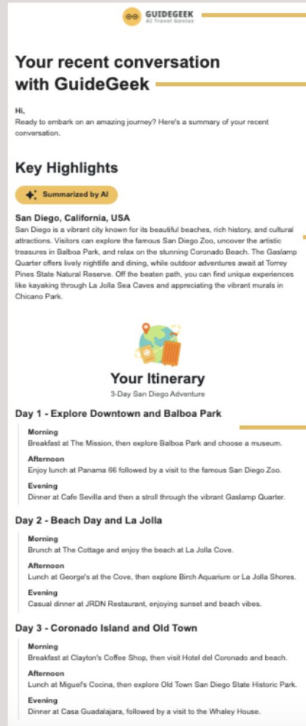 GUIDEGEEK
AI Travel Genius
Your recent conversation
with GuideGeek
Hi,
Ready to embark on an amazing journey? Here's a summary of your recent
conversation.
Key Highlights
Summarized by AI
San Diego, California, USA
San Diego is a vibrant city known for its beautiful beaches, rich history, and cultural
attractions. Visitors can explore the famous San Diego Zoo, uncover the artistic
treasures in Balboa Park, and relax on the stunning Coronado Beach. The Gaslamp
Quarter offers lively nightlife and dining, while outdoor adventures await at Torrey
Pines State Natural Reserve. Off the beaten path, you can find unique experiences
like kayaking through La Jolla Sea Caves and appreciating the vibrant murals in
Chicano Park.
Your Itinerary
3-Day San Diego Adventure
Day 1 - Explore Downtown and Balboa Park
Morning
Breakfast at The Mission, then explore Balboa Park and choose a museum.
Afternoon
Enjoy lunch at Panama 66 followed by a visit to the famous San Diego Zoo.
Evening
Dinner at Cafe Sevilla and then a stroll through the vibrant Gaslamp Quarter.
Day 2 - Beach Day and La Jolla
Morning
Brunch at The Cottage and enjoy the beach at La Jolla Cove.
Afternoon
Lunch at George's at the Cove, then explore Birch Aquarium or La Jolla Shores.
Evening
Casual dinner at JRDN Restaurant, enjoying sunset and beach vibes.
Day 3 - Coronado Island and Old Town
Morning
Breakfast at Clayton's Coffee Shop, then visit Hotel del Coronado and beach.
Afternoon
Lunch at Miguel's Cocina, then explore Old Town San Diego State Historic Park.
Evening
Dinner at Casa Guadalajara, followed by a visit to the Whaley House.